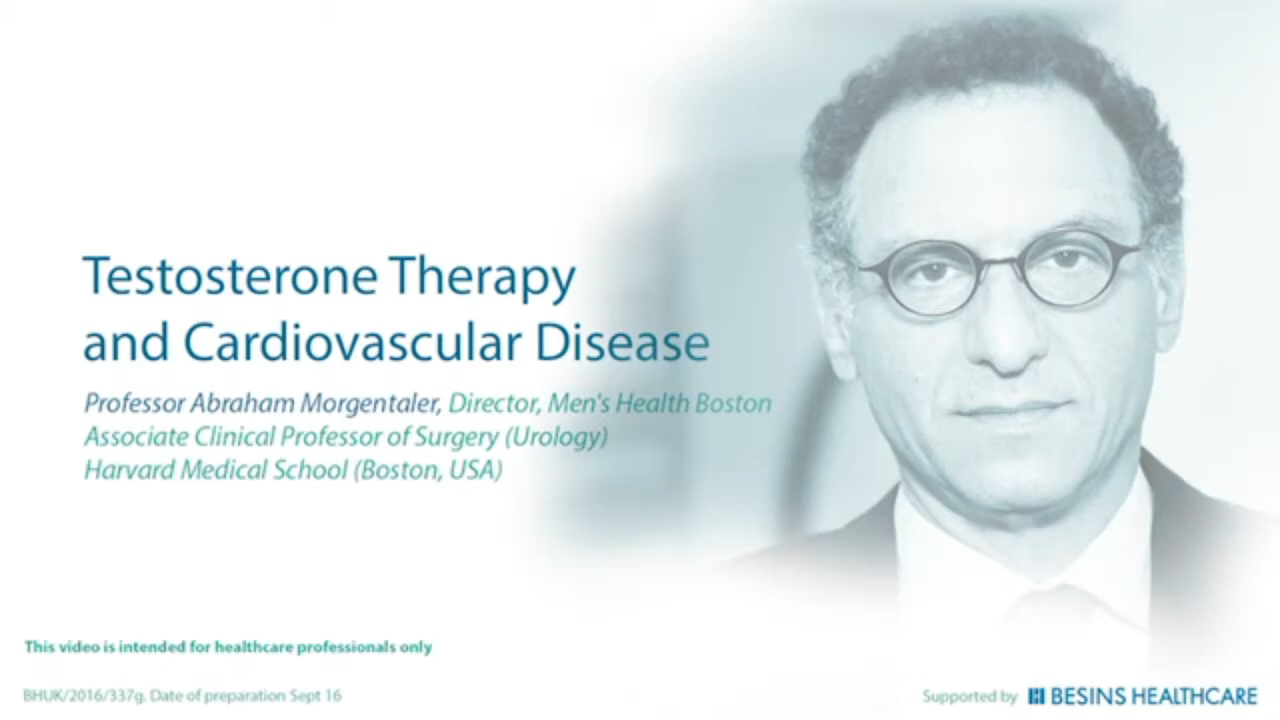 Testosterone Therapy
and Cardiovascular Disease
Professor Abraham Morgentaler, Director, Men's Health Boston
Associate Clinical Professor of Surgery (Urology)
Harvard Medical School (Boston, USA)
This video is intended for healthcare professionals only
BHUK/2016/337g. Date of preparation Sept 16
Supported by BESINS HEALTHCARE